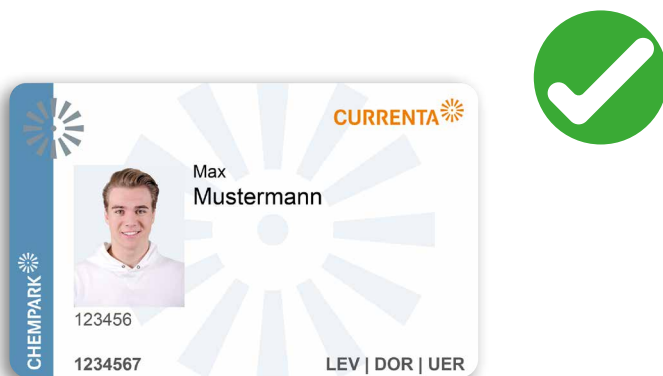 CURRENTA
Max
Mustermann
CHEMPARK
123456
1234567
LEV | DOR | UER